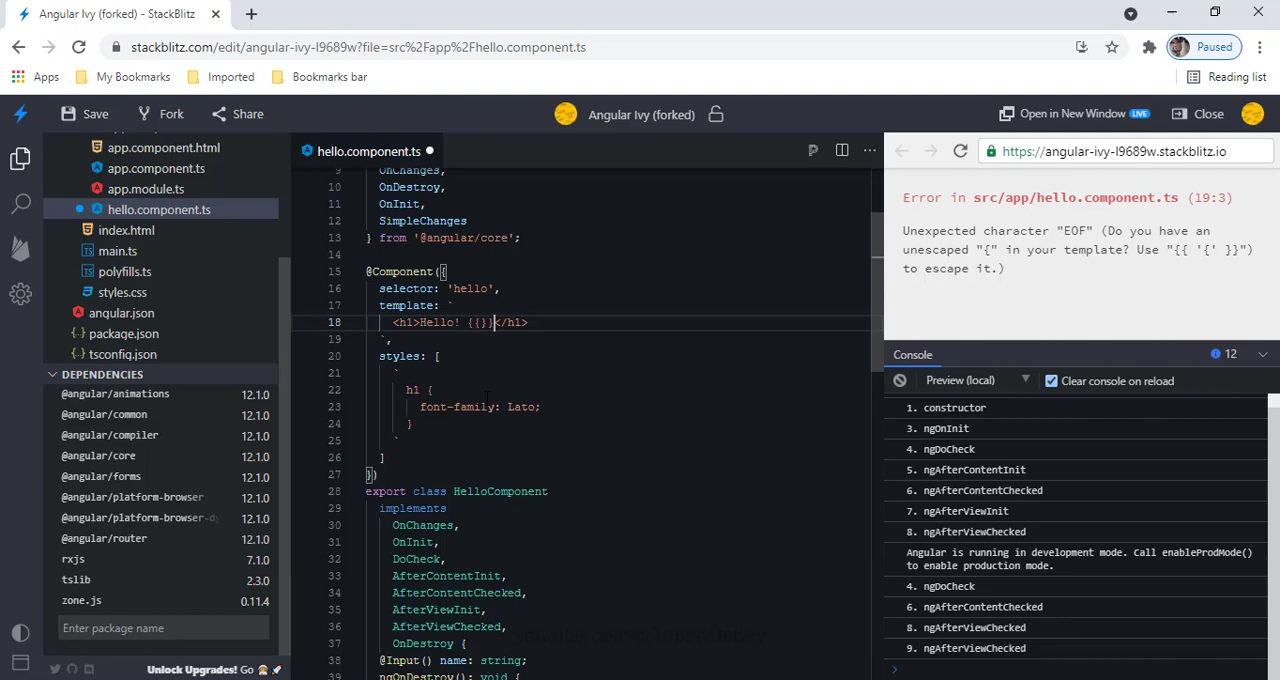 Angular Ivy (forked) - StackBlitz
stackblitz.com/edit/angular-ivy-l9689w?file=src%2Fapp%2Fhello.component.ts
Paused
Apps My Bookmarks Imported Bookmarks bar Reading list
Save Fork Share Angular Ivy (forked) Open in New Window LIVE Close
app.component.html
app.component.ts
app.module.ts
hello.component.ts
index.html
main.ts
polyfills.ts
styles.css
angular.json
package.json
tsconfig.json
DEPENDENCIES
@angular/animations 12.1.0
@angular/common 12.1.0
@angular/compiler 12.1.0
@angular/core 12.1.0
@angular/forms 12.1.0
@angular/platform-browser 12.1.0
@angular/platform-browser-d 12.1.0
@angular/router 12.1.0
rxjs 7.1.0
tslib 2.3.0
zone.js 0.11.4
Enter package name
Unlock Upgrades! Go
hello.component.ts
9 OnChanges,
10 OnDestroy,
11 OnInit,
12 SimpleChanges
13 } from '@angular/core';
14
15 @Component({
16 selector: 'hello',
17 template: `
18 <h1>Hello! {{}}</h1>
19 `,
20 styles: [
21 `
22 h1 {
23 font-family: Lato;
24 }
25 `
26 ]
27 })
28 export class HelloComponent
29 implements
30 OnChanges,
31 OnInit,
32 DoCheck,
33 AfterContentInit,
34 AfterContentChecked,
35 AfterViewInit,
36 AfterViewChecked,
37 OnDestroy {
38 @Input() name: string;
39 ngOnDestroy(): void {
https://angular-ivy-l9689w.stackblitz.io
Error in src/app/hello.component.ts (19:3)
Unexpected character "EOF" (Do you have an
unescaped "{" in your template? Use "{{ '{' }}")
to escape it.)
Console 12
Preview (local) Clear console on reload
1. constructor
3. ngOnInit
4. ngDoCheck
5. ngAfterContentInit
6. ngAfterContentChecked
7. ngAfterViewInit
8. ngAfterViewChecked
Angular is running in development mode. Call enableProdMode()
to enable production mode.
4. ngDoCheck
6. ngAfterContentChecked
8. ngAfterViewChecked
9. ngAfterViewChecked